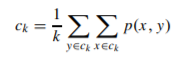 c_k = \frac{1}{k} \sum_{y \in c_k} \sum_{x \in c_k} p(x, y)